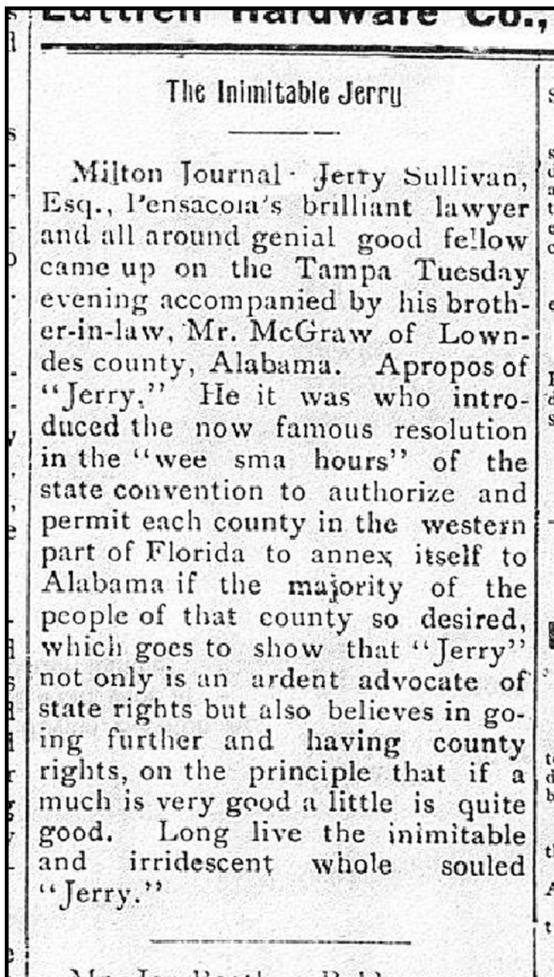 Luttrell Hardware Co.,
The Inimitable Jerry
Milton Journal- Jerry Sullivan,
Esq., Pensacola's brilliant lawyer
and all around genial good fellow
came up on the Tampa Tuesday
evening accompanied by his broth-
er-in-law, Mr. McGraw of Lown-
des county, Alabama. Apropos of
"Jerry." He it was who intro-
duced the now famous resolution
in the "wee sma hours" of the
state convention to authorize and
permit each county in the western
part of Florida to annex itself to
Alabama if the majority of the
people of that county so desired,
which goes to show that "Jerry"
not only is an ardent advocate of
state rights but also believes in go-
ing further and having county
rights, on the principle that if a
much is very good a little is quite
good. Long live the inimitable
and irridescent whole souled
"Jerry."